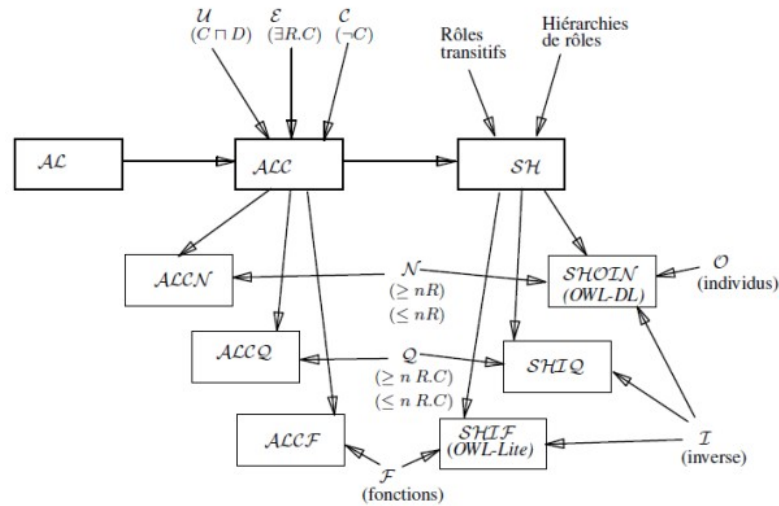 𝒰 ℰ 𝒞
(C ⊓ D) (∃R.C) (¬C)
Rôles
transitifs
Hiérarchies
de rôles
𝒜ℒ
𝒜ℒ𝒞
𝒮ℋ
𝒜ℒ𝒞𝒩
𝒩
(≥ nR)
(≤ nR)
𝒮ℋ𝒪ℐ𝒩
(OWL-DL)
𝒪
(individus)
𝒜ℒ𝒞𝒬
𝒬
(≥ n R.C)
(≤ n R.C)
𝒮ℋℐ𝒬
𝒜ℒ𝒞ℱ
ℱ
(fonctions)
𝒮ℋℐℱ
(OWL-Lite)
ℐ
(inverse)